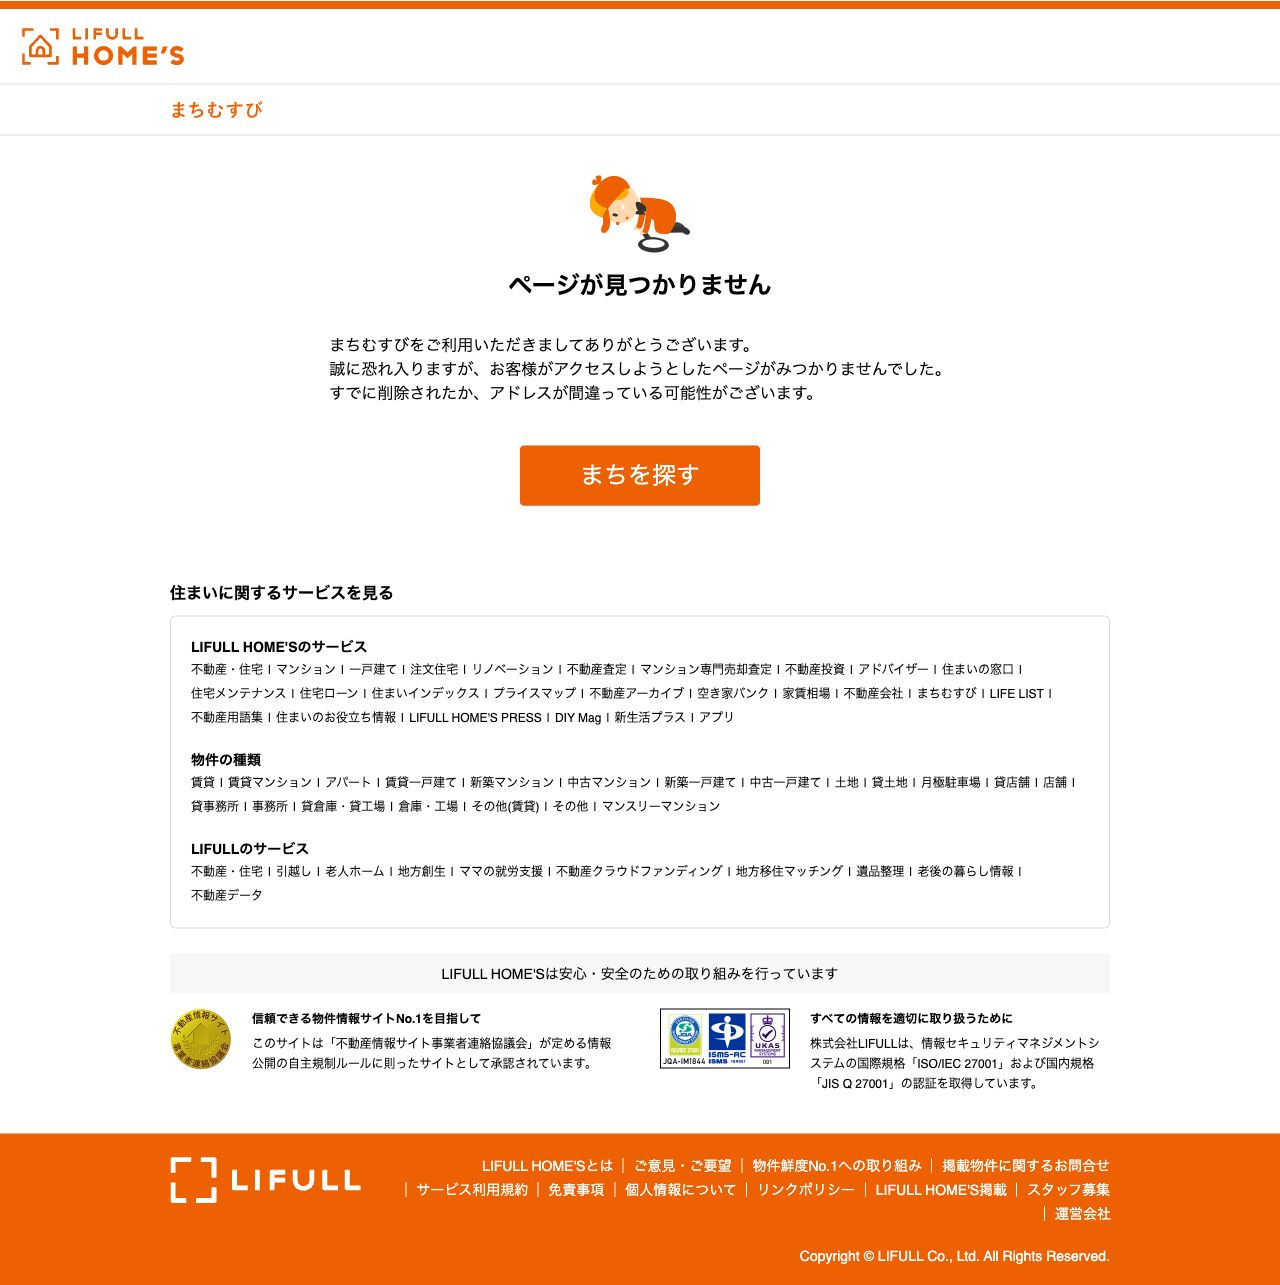 LIFULL
HOME'S
まちむすび
ページが見つかりません
まちむすびをご利用いただきましてありがとうございます。
誠に恐れ入りますが、お客様がアクセスしようとしたページがみつかりませんでした。
すでに削除されたか、アドレスが間違っている可能性がございます。
まちを探す
住まいに関するサービスを見る
LIFULL HOME'Sのサービス
不動産・住宅 | マンション | 一戸建て | 注文住宅 | リノベーション | 不動産査定 | マンション専門売却査定 | 不動産投資 | アドバイザー | 住まいの窓口 |
住宅メンテナンス | 住宅ローン | 住まいインデックス | プライスマップ | 不動産アーカイブ | 空き家バンク | 家賃相場 | 不動産会社 | まちむすび | LIFE LIST |
不動産用語集 | 住まいのお役立ち情報 | LIFULL HOME'S PRESS | DIY Mag | 新生活プラス | アプリ
物件の種類
賃貸 | 賃貸マンション | アパート | 賃貸一戸建て | 新築マンション | 中古マンション | 新築一戸建て | 中古一戸建て | 土地 | 貸土地 | 月極駐車場 | 貸店舗 | 店舗 |
貸事務所 | 事務所 | 貸倉庫・貸工場 | 倉庫・工場 | その他(賃貸) | その他 | マンスリーマンション
LIFULLのサービス
不動産・住宅 | 引越し | 老人ホーム | 地方創生 | ママの就労支援 | 不動産クラウドファンディング | 地方移住マッチング | 遺品整理 | 老後の暮らし情報 |
不動産データ
LIFULL HOME'Sは安心・安全のための取り組みを行っています
不動産情報サイト
事業者連絡協議会
信頼できる物件情報サイトNo.1を目指して
このサイトは「不動産情報サイト事業者連絡協議会」が定める情報
公開の自主規制ルールに則ったサイトとして承認されています。
JQA
ISO/IEC 27001
JQA-IM1844
ISMS-AC
ISMS
UKAS
MANAGEMENT
SYSTEMS
すべての情報を適切に取り扱うために
株式会社LIFULLは、情報セキュリティマネジメントシ
ステムの国際規格「ISO/IEC 27001」および国内規格
「JIS Q 27001」の認証を取得しています。
LIFULL
LIFULL HOME'Sとは | ご意見・ご要望 | 物件鮮度No.1への取り組み | 掲載物件に関するお問合せ
| サービス利用規約 | 免責事項 | 個人情報について | リンクポリシー | LIFULL HOME'S掲載 | スタッフ募集
| 運営会社
Copyright © LIFULL Co., Ltd. All Rights Reserved.